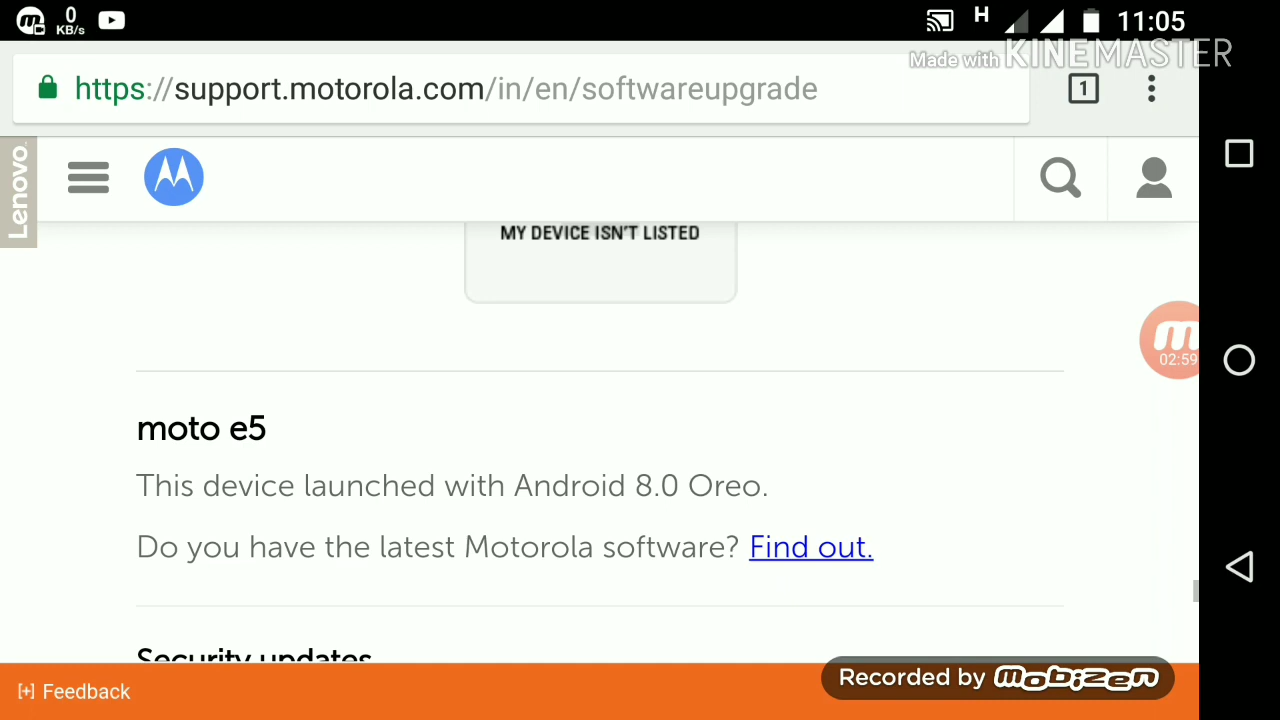 0
KB/s
H
11:05
Made with KINEMASTER
https://support.motorola.com/in/en/softwareupgrade
1
Lenovo
MY DEVICE ISN'T LISTED
02:59
moto e5
This device launched with Android 8.0 Oreo.
Do you have the latest Motorola software? Find out.
Security updates
[+] Feedback
Recorded by mobizen